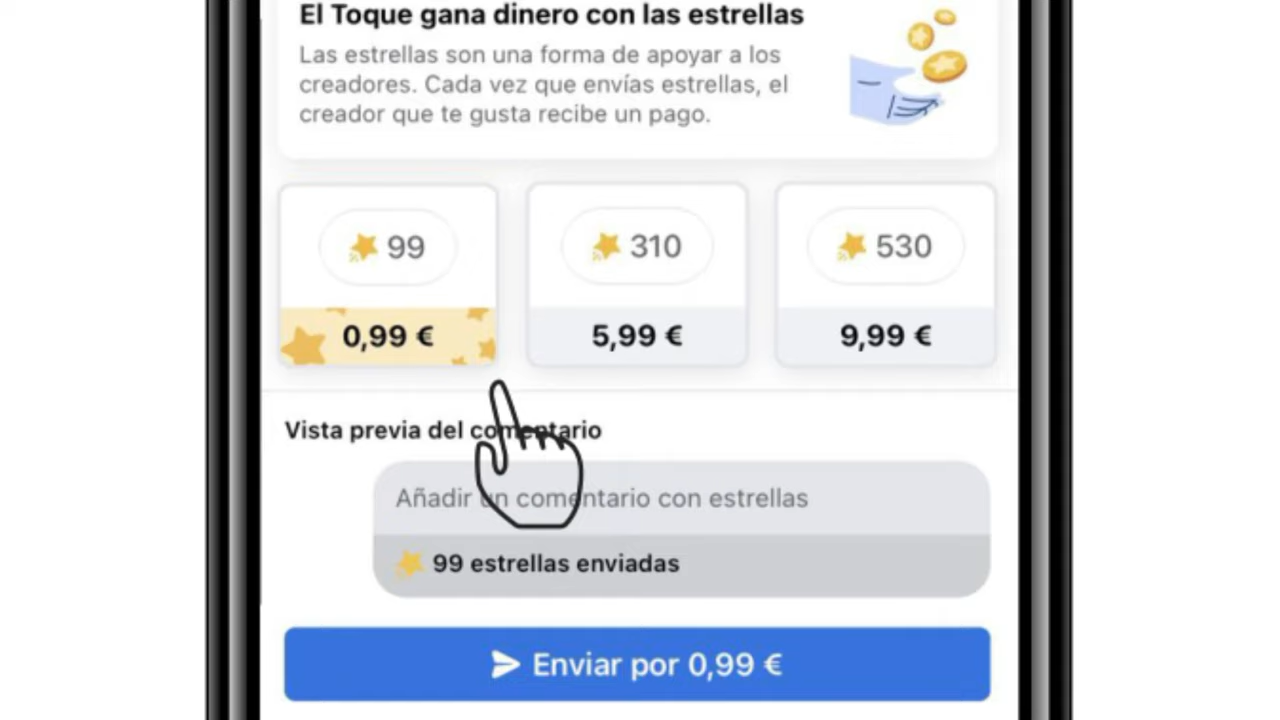 El Toque gana dinero con las estrellas
Las estrellas son una forma de apoyar a los
creadores. Cada vez que envías estrellas, el
creador que te gusta recibe un pago.
99
310
530
0,99 €
5,99 €
9,99 €
Vista previa del comentario
Añadir un comentario con estrellas
99 estrellas enviadas
Enviar por 0,99 €